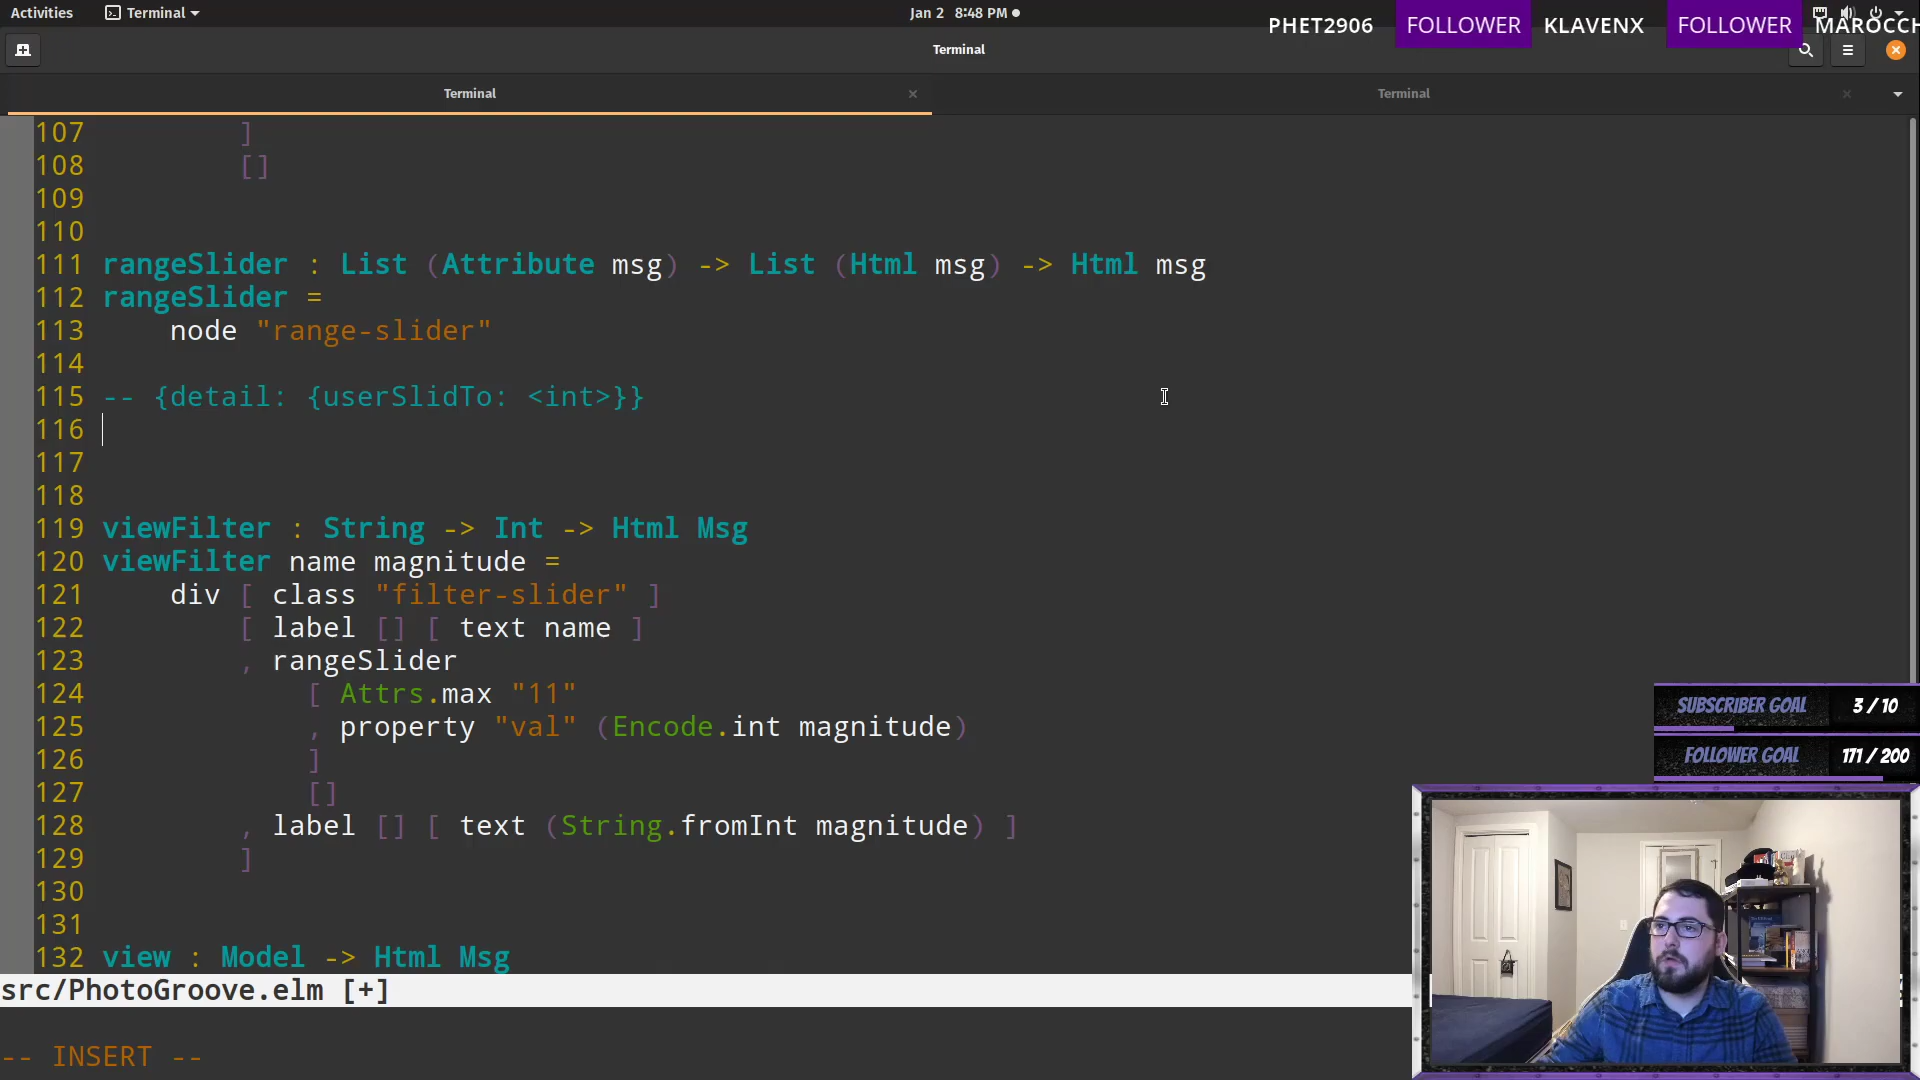 Activities
Terminal
Jan 2 8:48 PM
PHET2906 FOLLOWER KLAVENX FOLLOWER MAROCCH
Terminal
Terminal
Terminal
107 ]
108 []
109
110
111 rangeSlider : List (Attribute msg) -> List (Html msg) -> Html msg
112 rangeSlider =
113 node "range-slider"
114
115 -- {detail: {userSlidTo: <int>}}
116
117
118
119 viewFilter : String -> Int -> Html Msg
120 viewFilter name magnitude =
121 div [ class "filter-slider" ]
122 [ label [] [ text name ]
123 , rangeSlider
124 [ Attrs.max "11"
125 , property "val" (Encode.int magnitude)
126 ]
127 []
128 , label [] [ text (String.fromInt magnitude) ]
129 ]
130
131
132 view : Model -> Html Msg
src/PhotoGroove.elm [+]
-- INSERT --
SUBSCRIBER GOAL 3 / 10
FOLLOWER GOAL 171 / 200